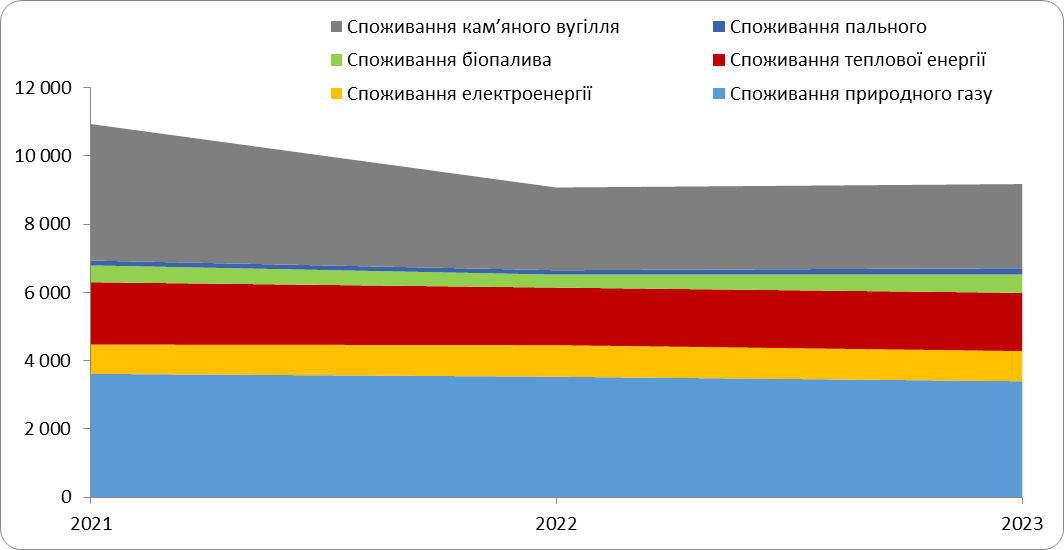 Споживання кам’яного вугілля
Споживання пального
Споживання біопалива
Споживання теплової енергії
Споживання електроенергії
Споживання природного газу
12 000
10 000
8 000
6 000
4 000
2 000
0
2021
2022
2023